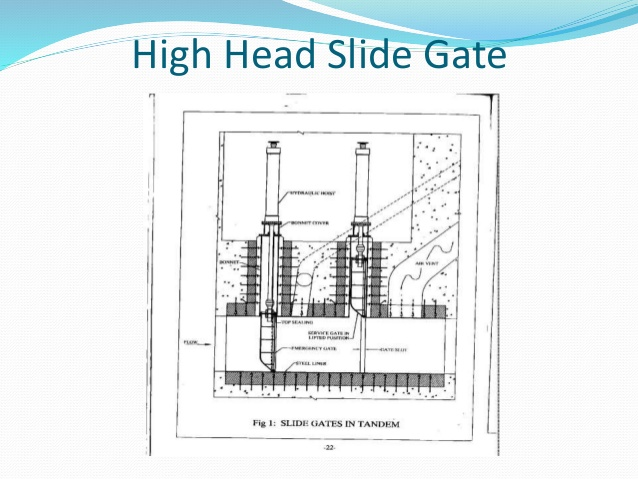 High Head Slide Gate
HYDRAULIC HOIST
BONNET COVER
BONNET
AIR VENT
TOP SEALING
SERVICE GATE IN
LIFTED POSITION
FLOW
EMERGENCY GATE
GATE SLOT
STEEL LINER
Fig 1: SLIDE GATES IN TANDEM
-22-